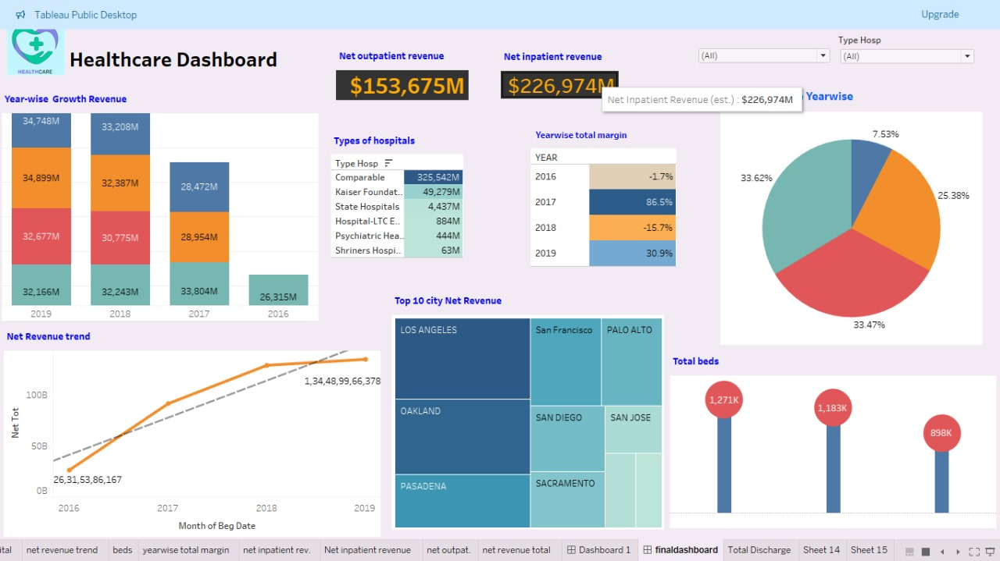 Tableau Public Desktop
Upgrade
HEALTHCARE
Healthcare Dashboard
Net outpatient revenue
$153,675M
Net inpatient revenue
$226,974M
Net Inpatient Revenue (est.) : $226,974M
(All)
Type Hosp
(All)
Year-wise Growth Revenue
34,748M
34,899M
32,677M
32,166M
33,208M
32,387M
30,775M
32,243M
28,472M
28,954M
33,804M
26,315M
2019
2018
2017
2016
Types of hospitals
Type Hosp
Comparable 325,542M
Kaiser Foundat.. 49,279M
State Hospitals 4,437M
Hospital-LTC E.. 884M
Psychiatric Hea.. 444M
Shriners Hospi.. 63M
Yearwise total margin
YEAR
2016 -1.7%
2017 86.5%
2018 -15.7%
2019 30.9%
Yearwise
7.53%
25.38%
33.47%
33.62%
Net Revenue trend
Net Tot
100B
50B
0B
26,31,53,86,167
1,34,48,99,66,378
2016
2017
2018
2019
Month of Beg Date
Top 10 city Net Revenue
LOS ANGELES
OAKLAND
PASADENA
San Francisco
PALO ALTO
SAN DIEGO
SAN JOSE
SACRAMENTO
Total beds
1,271K
1,183K
898K
ital
net revenue trend
beds
yearwise total margin
net inpatient rev.
Net inpatient revenue
net outpat.
net revenue total
Dashboard 1
finaldashboard
Total Discharge
Sheet 14
Sheet 15